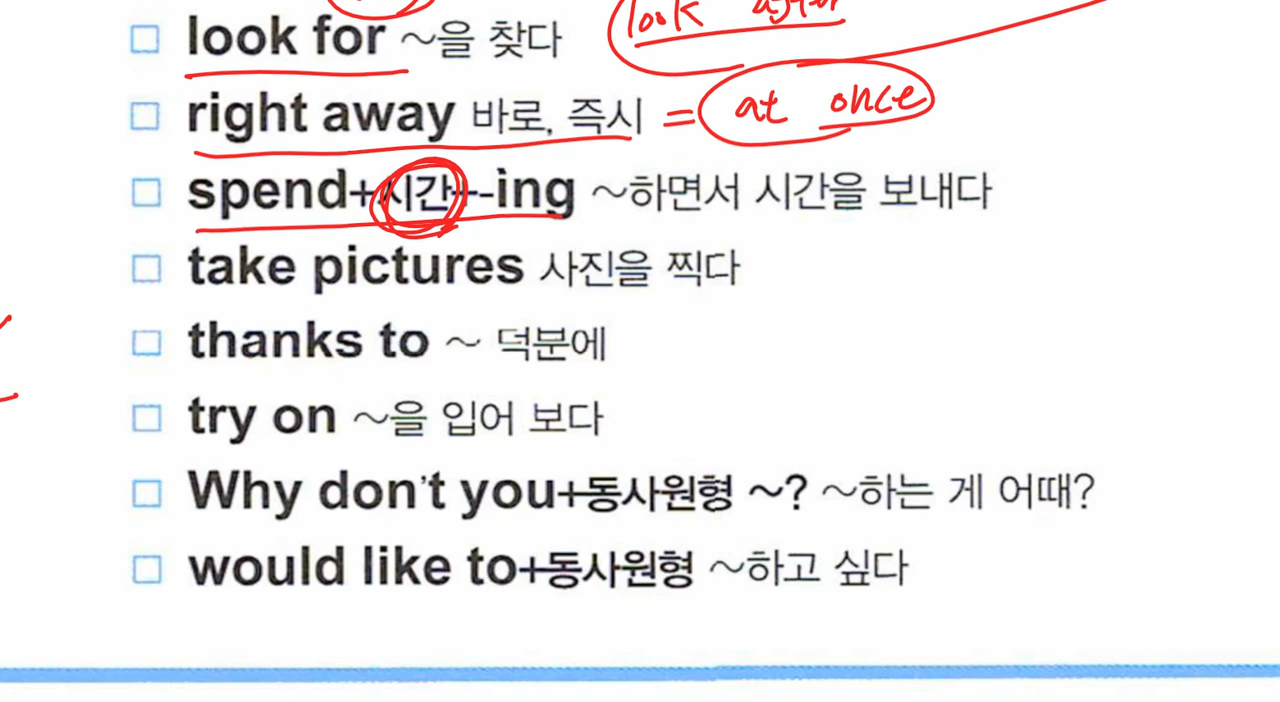 look after
look for ~을 찾다
right away 바로, 즉시 = at once
spend+시간+-ing ~하면서 시간을 보내다
take pictures 사진을 찍다
thanks to ~ 덕분에
try on ~을 입어 보다
Why don't you+동사원형 ~? ~하는 게 어때?
would like to+동사원형 ~하고 싶다